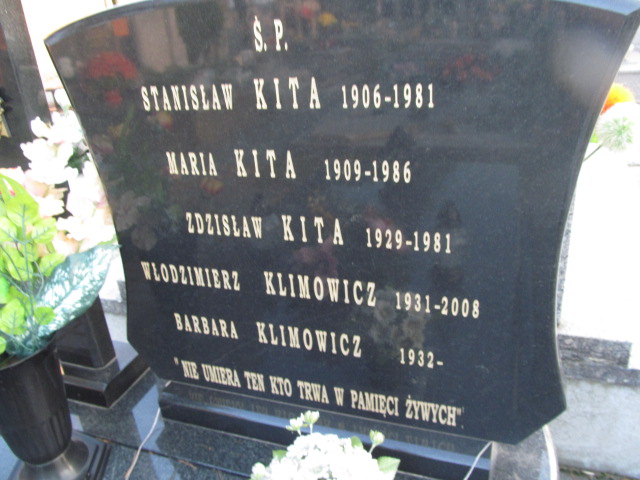 Ś. P.
STANISŁAW KITA 1906-1981
MARIA KITA 1909-1986
ZDZISŁAW KITA 1929-1981
WŁODZIMIERZ KLIMOWICZ 1931-2008
BARBARA KLIMOWICZ 1932-
"NIE UMIERA TEN KTO TRWA W PAMIĘCI ŻYWYCH"